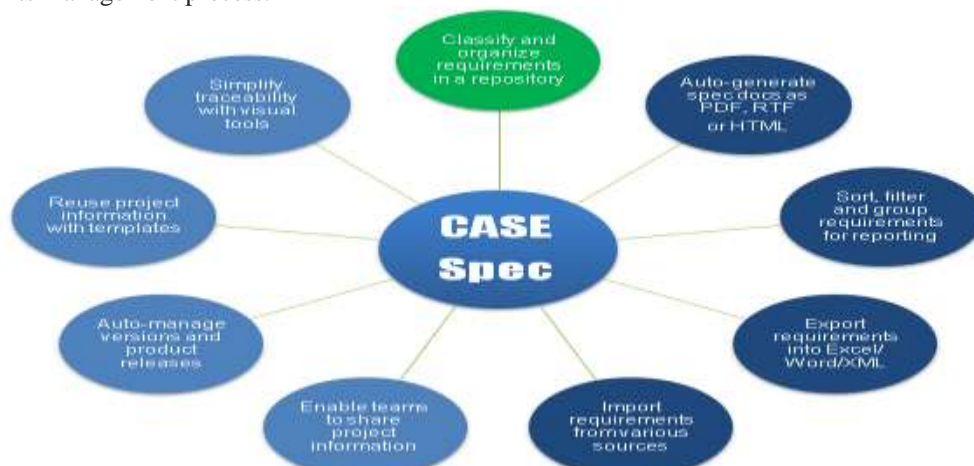 Classify and
organize
requirements
in a repository
Auto-generate
spec docs as
PDF, RTF
or HTML
Sort, filter
and group
requirements
for reporting
Export
requirements
into Excel/
Word/XML
Import
requirements
from various
sources
Enable teams
to share
project
information
Auto-manage
versions and
product
releases
Reuse project
information
with templates
Simplify
traceability
with visual
tools
CASE
Spec